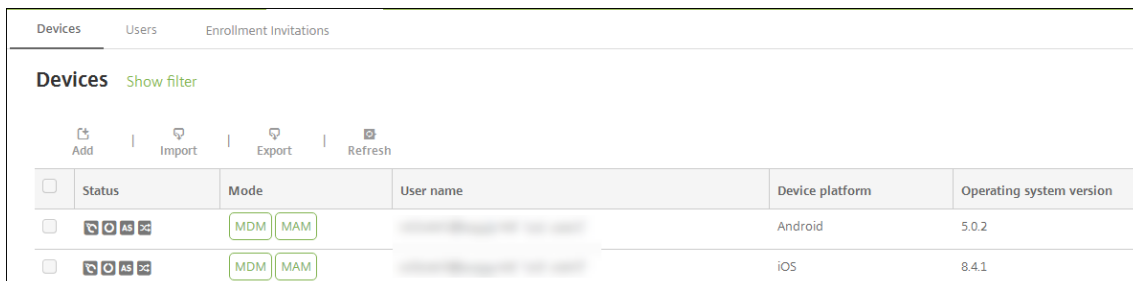 Devices Users Enrollment Invitations
Devices Show filter
Add | Import | Export | Refresh
Status Mode User name Device platform Operating system version
AS MDM MAM Android 5.0.2
AS MDM MAM iOS 8.4.1